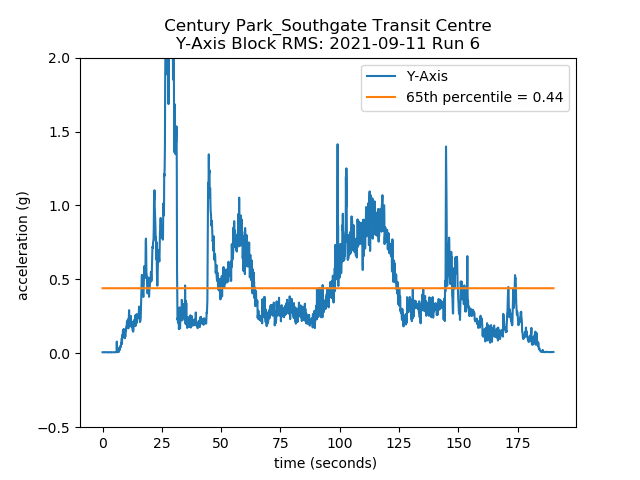 Century Park_Southgate Transit Centre
Y-Axis Block RMS: 2021-09-11 Run 6
Y-Axis
65th percentile = 0.44
2.0
1.5
1.0
0.5
0.0
−0.5
acceleration (g)
0 25 50 75 100 125 150 175
time (seconds)